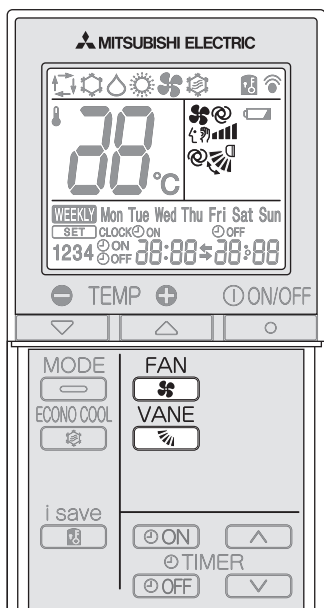 MITSUBISHI ELECTRIC
88°C
WEEKLY Mon Tue Wed Thu Fri Sat Sun
SET CLOCK ON OFF
1234 ON OFF 88:88 88:88
TEMP ON/OFF
MODE FAN
ECONO COOL VANE
i save
ON
TIMER
OFF